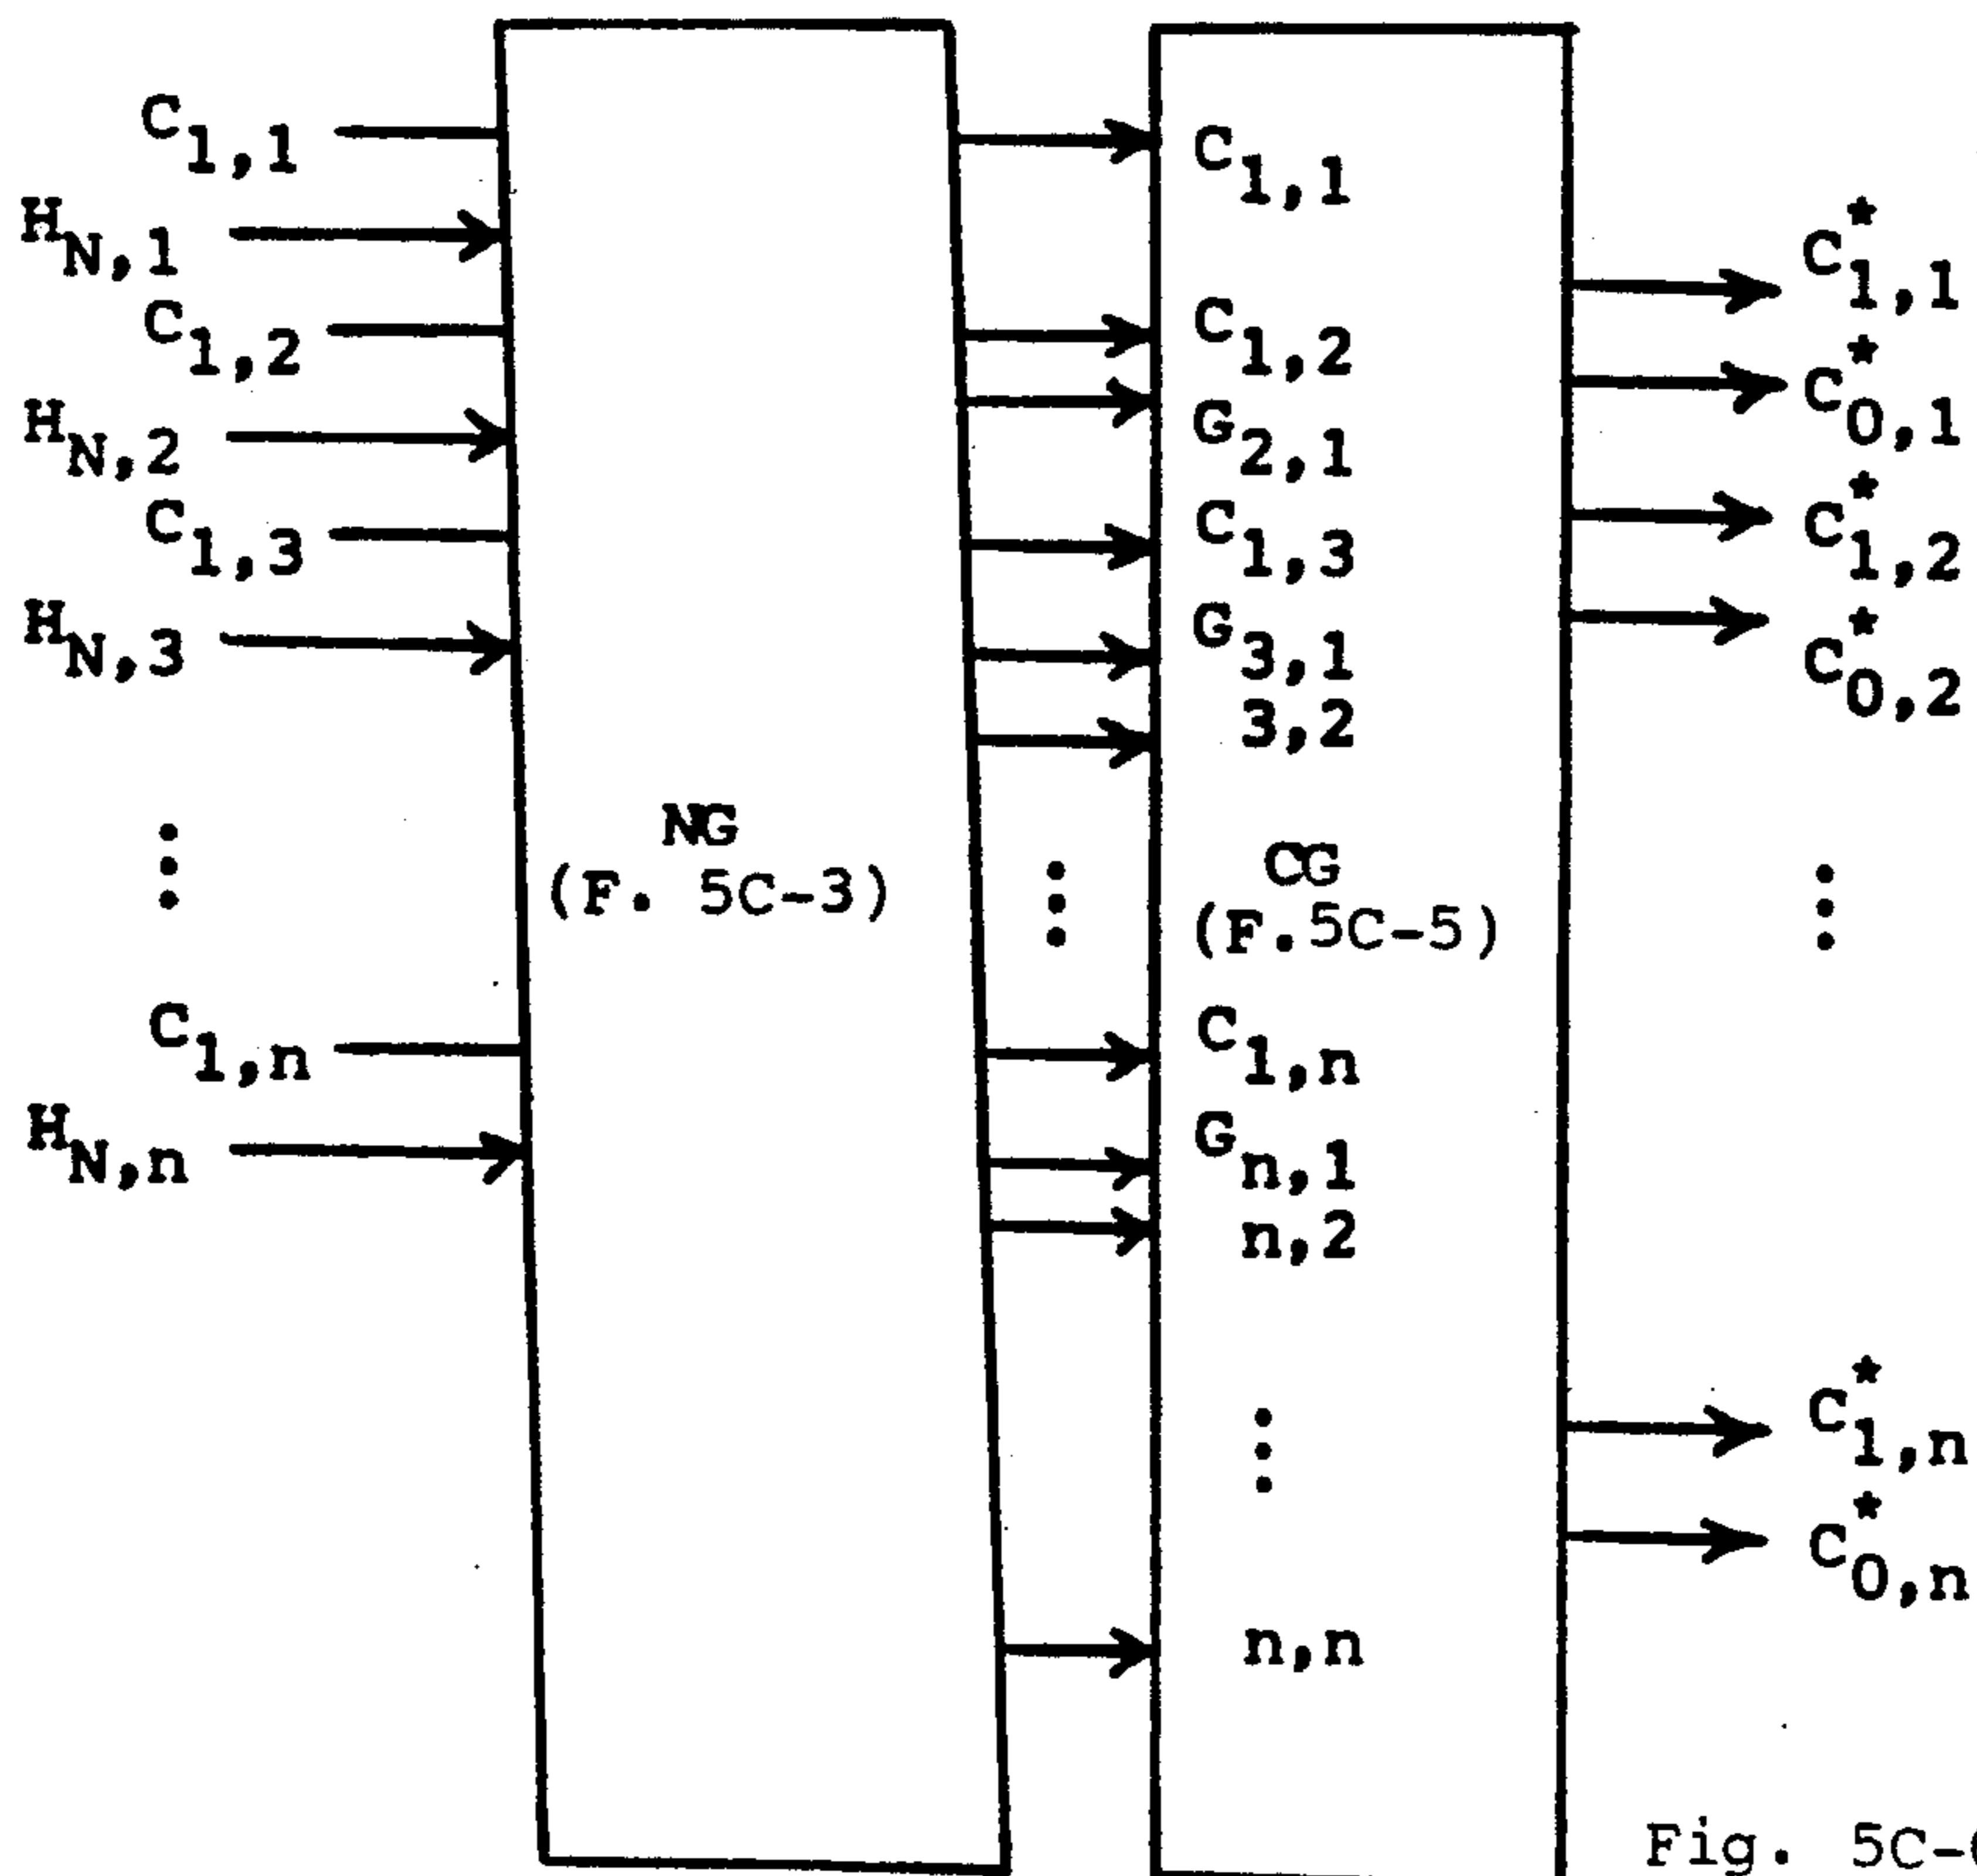 C1,1
HN,1
C1,2
HN,2
C1,3
HN,3
C1,n
HN,n
NG
(F. 5C-3)
C1,1
C1,2
G2,1
C1,3
G3,1
3,2
CG
(F.5C-5)
C1,n
Gn,1
n,2
n,n
C*1,1
C*0,1
C*1,2
C*0,2
C*1,n
C*0,n
Fig. 5C-